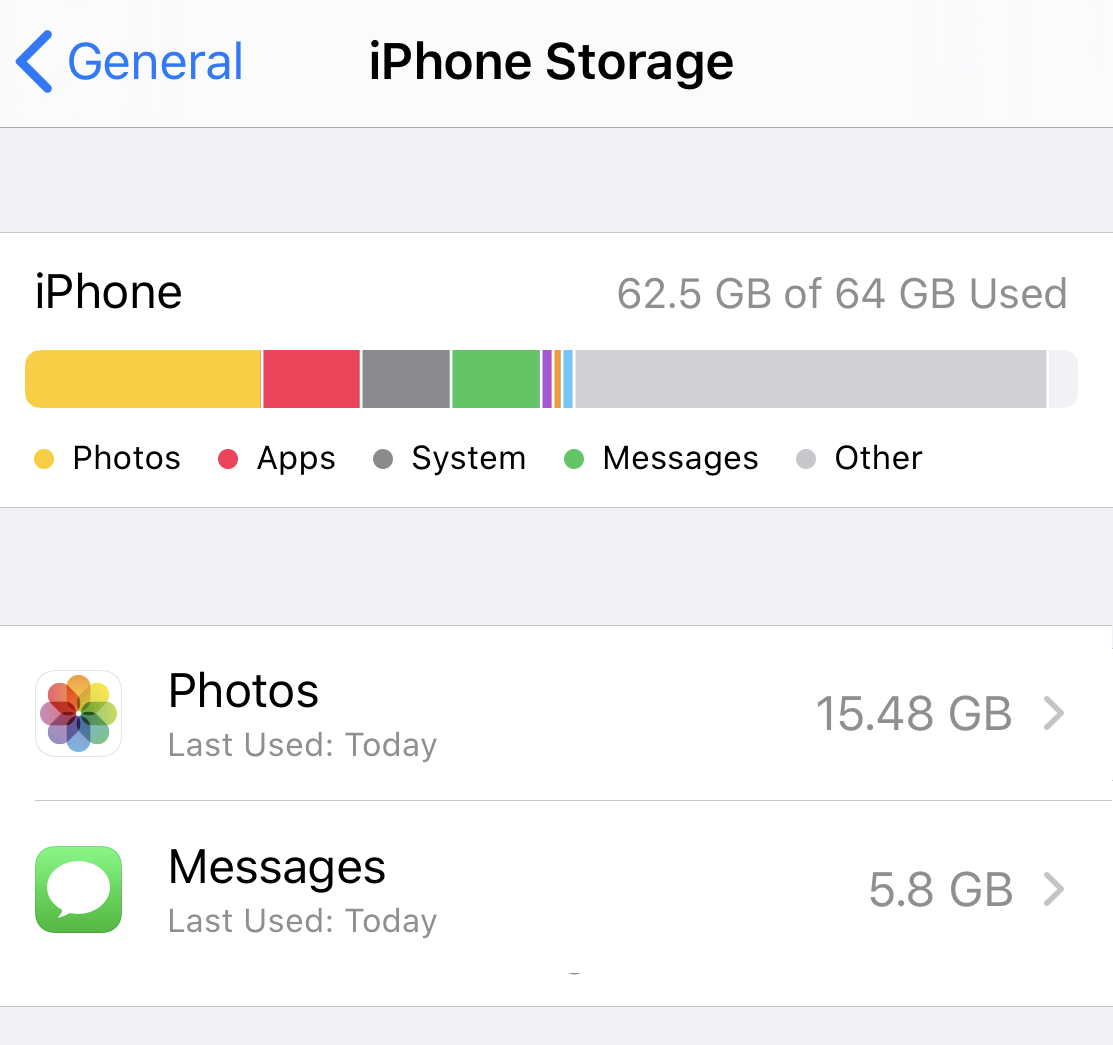 General
iPhone Storage
iPhone
62.5 GB of 64 GB Used
Photos Apps System Messages Other
Photos
Last Used: Today
15.48 GB
Messages
Last Used: Today
5.8 GB